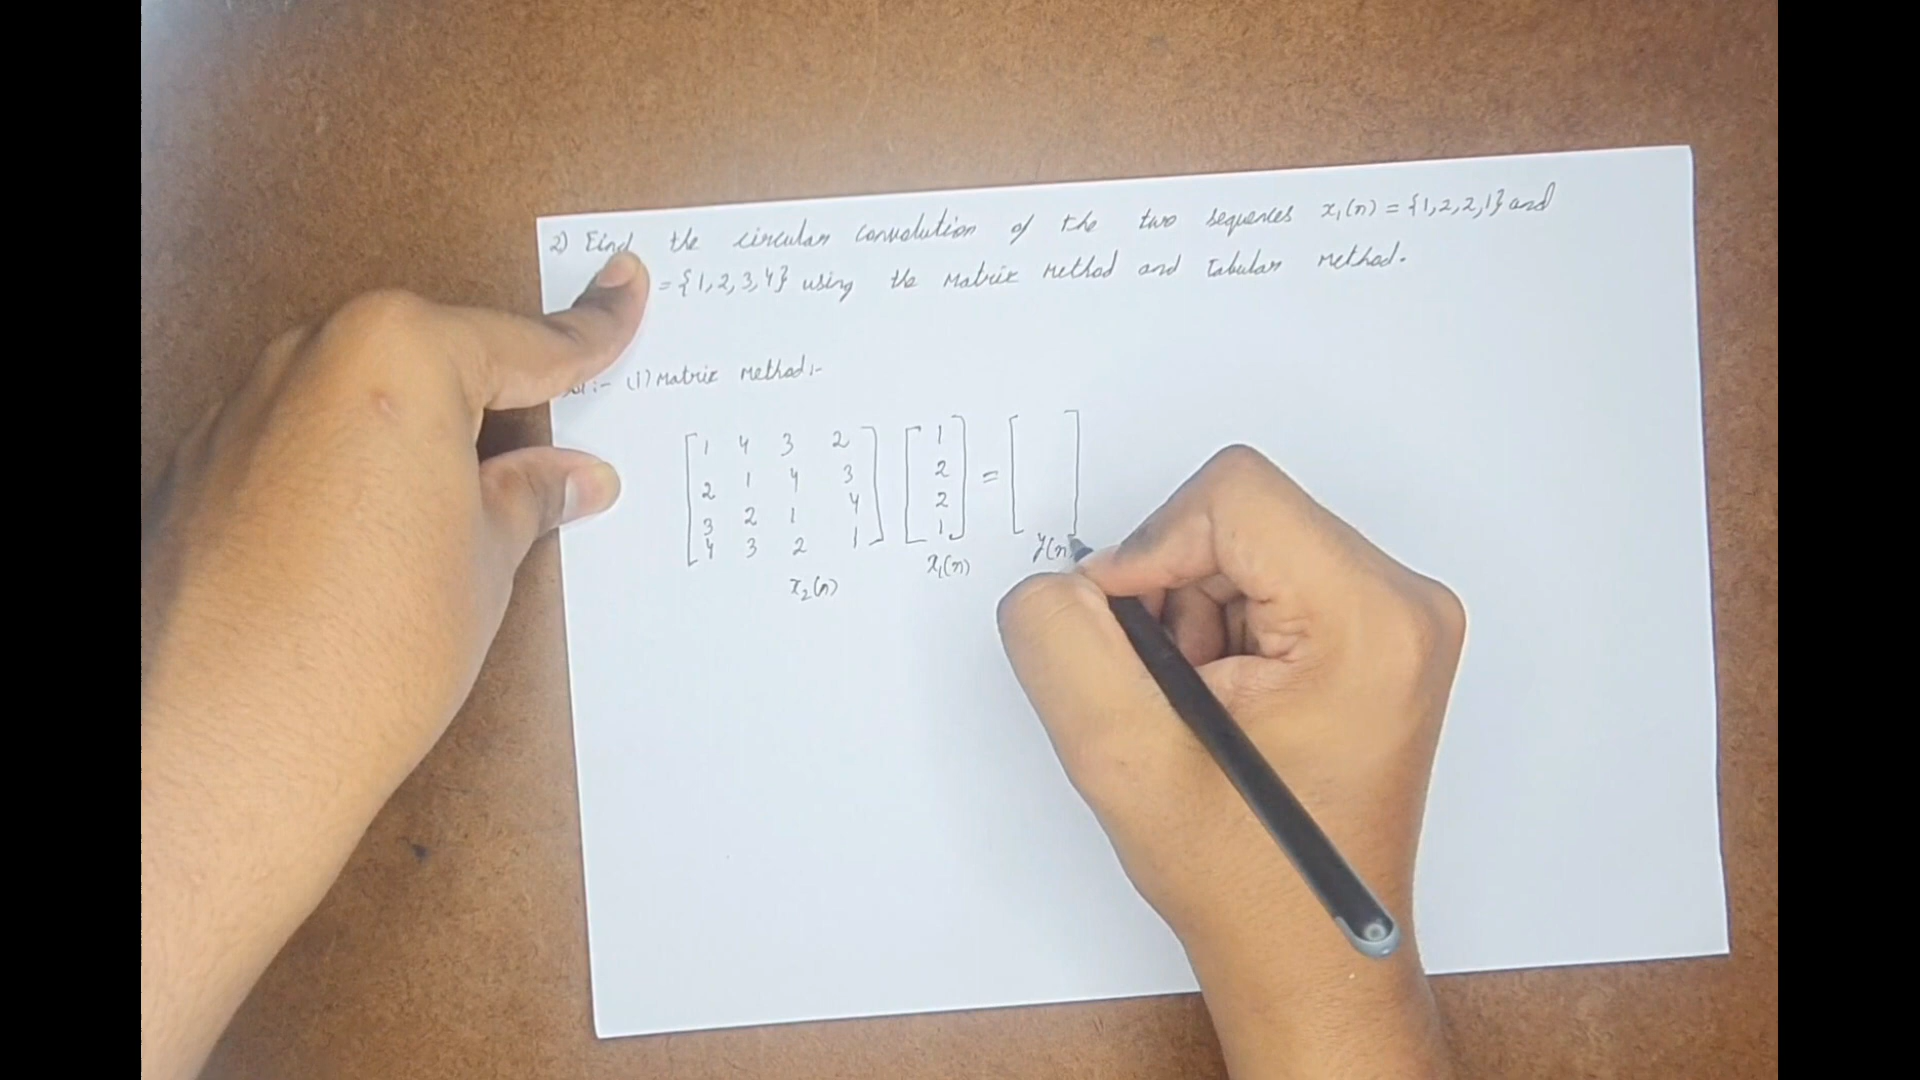 2) Find the circular convolution of the two sequences x₁(n) = {1,2,2,1} and
= {1,2,3,4} using the Matrix Method and Tabular Method.
:- (i) Matrix Method:-
[1 4 3 2] [1] = [ ]
[2 1 4 3] [2]
[3 2 1 4] [2]
[4 3 2 1] [1]
x₂(n) x₁(n) y(n)